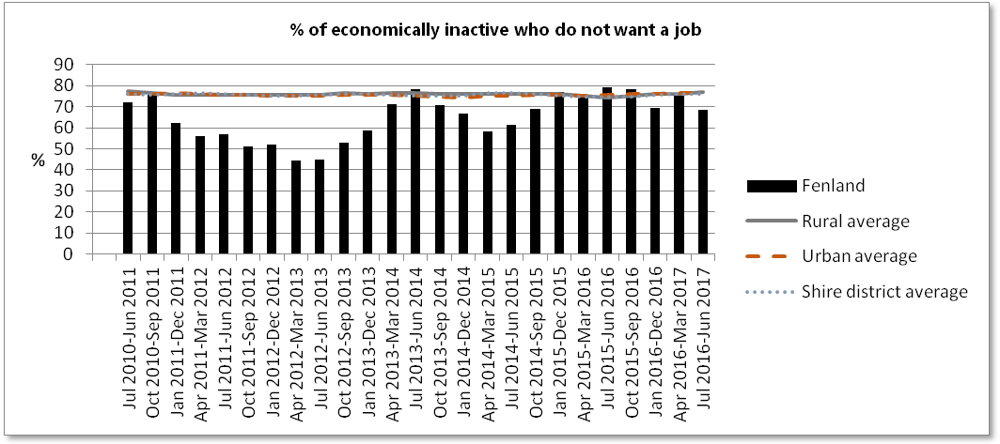 % of economically inactive who do not want a job
90
80
70
60
50
40
30
20
10
0
%
Jul 2010-Jun 2011
Oct 2010-Sep 2011
Jan 2011-Dec 2011
Apr 2011-Mar 2012
Jul 2011-Jun 2012
Oct 2011-Sep 2012
Jan 2012-Dec 2012
Apr 2012-Mar 2013
Jul 2012-Jun 2013
Oct 2012-Sep 2013
Jan 2013-Dec 2013
Apr 2013-Mar 2014
Jul 2013-Jun 2014
Oct 2013-Sep 2014
Jan 2014-Dec 2014
Apr 2014-Mar 2015
Jul 2014-Jun 2015
Oct 2014-Sep 2015
Jan 2015-Dec 2015
Apr 2015-Mar 2016
Jul 2015-Jun 2016
Oct 2015-Sep 2016
Jan 2016-Dec 2016
Apr 2016-Mar 2017
Jul 2016-Jun 2017
Fenland
Rural average
Urban average
Shire district average